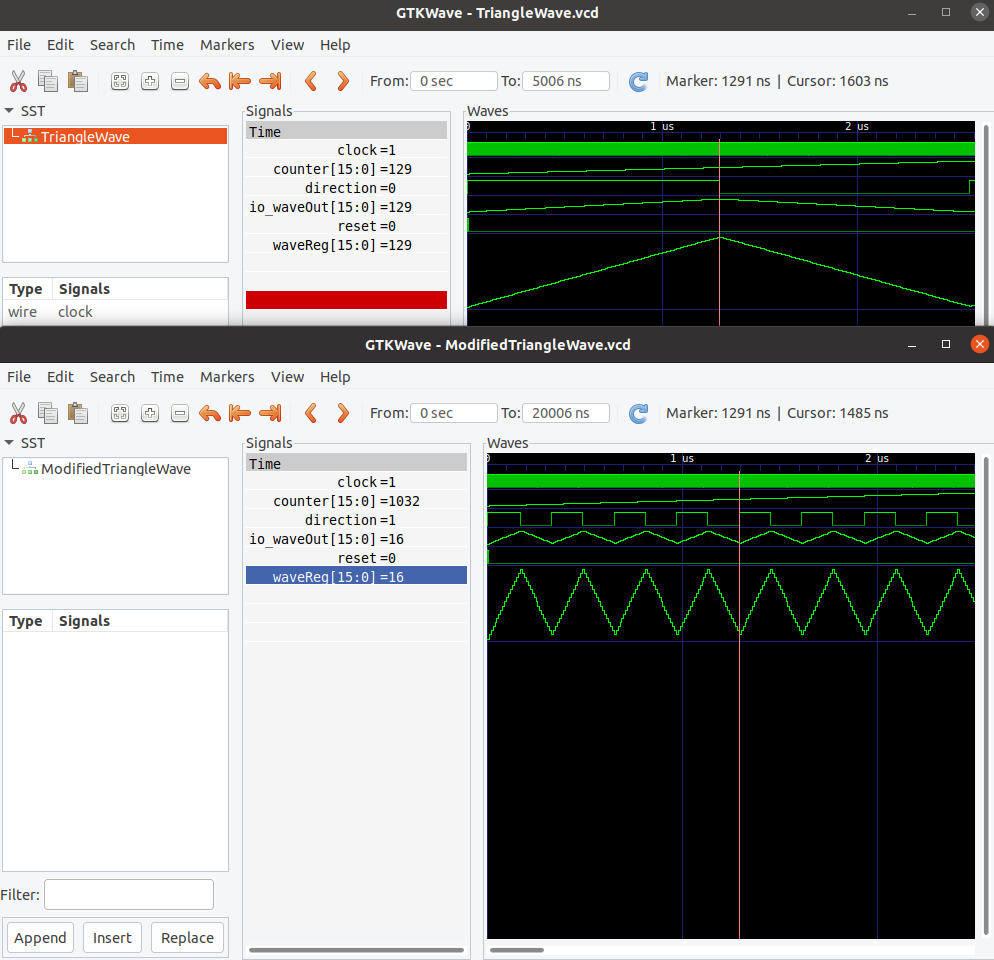 GTKWave - TriangleWave.vcd
File Edit Search Time Markers View Help
From: 0 sec To: 5006 ns Marker: 1291 ns | Cursor: 1603 ns
SST
TriangleWave
Type Signals
wire clock
Signals
Time
clock =1
counter[15:0] =129
direction =0
io_waveOut[15:0] =129
reset =0
waveReg[15:0] =129
Waves
0 1 us 2 us
GTKWave - ModifiedTriangleWave.vcd
File Edit Search Time Markers View Help
From: 0 sec To: 20006 ns Marker: 1291 ns | Cursor: 1485 ns
SST
ModifiedTriangleWave
Type Signals
Filter:
Append Insert Replace
Signals
Time
clock =1
counter[15:0] =1032
direction =1
io_waveOut[15:0] =16
reset =0
waveReg[15:0] =16
Waves
0 1 us 2 us